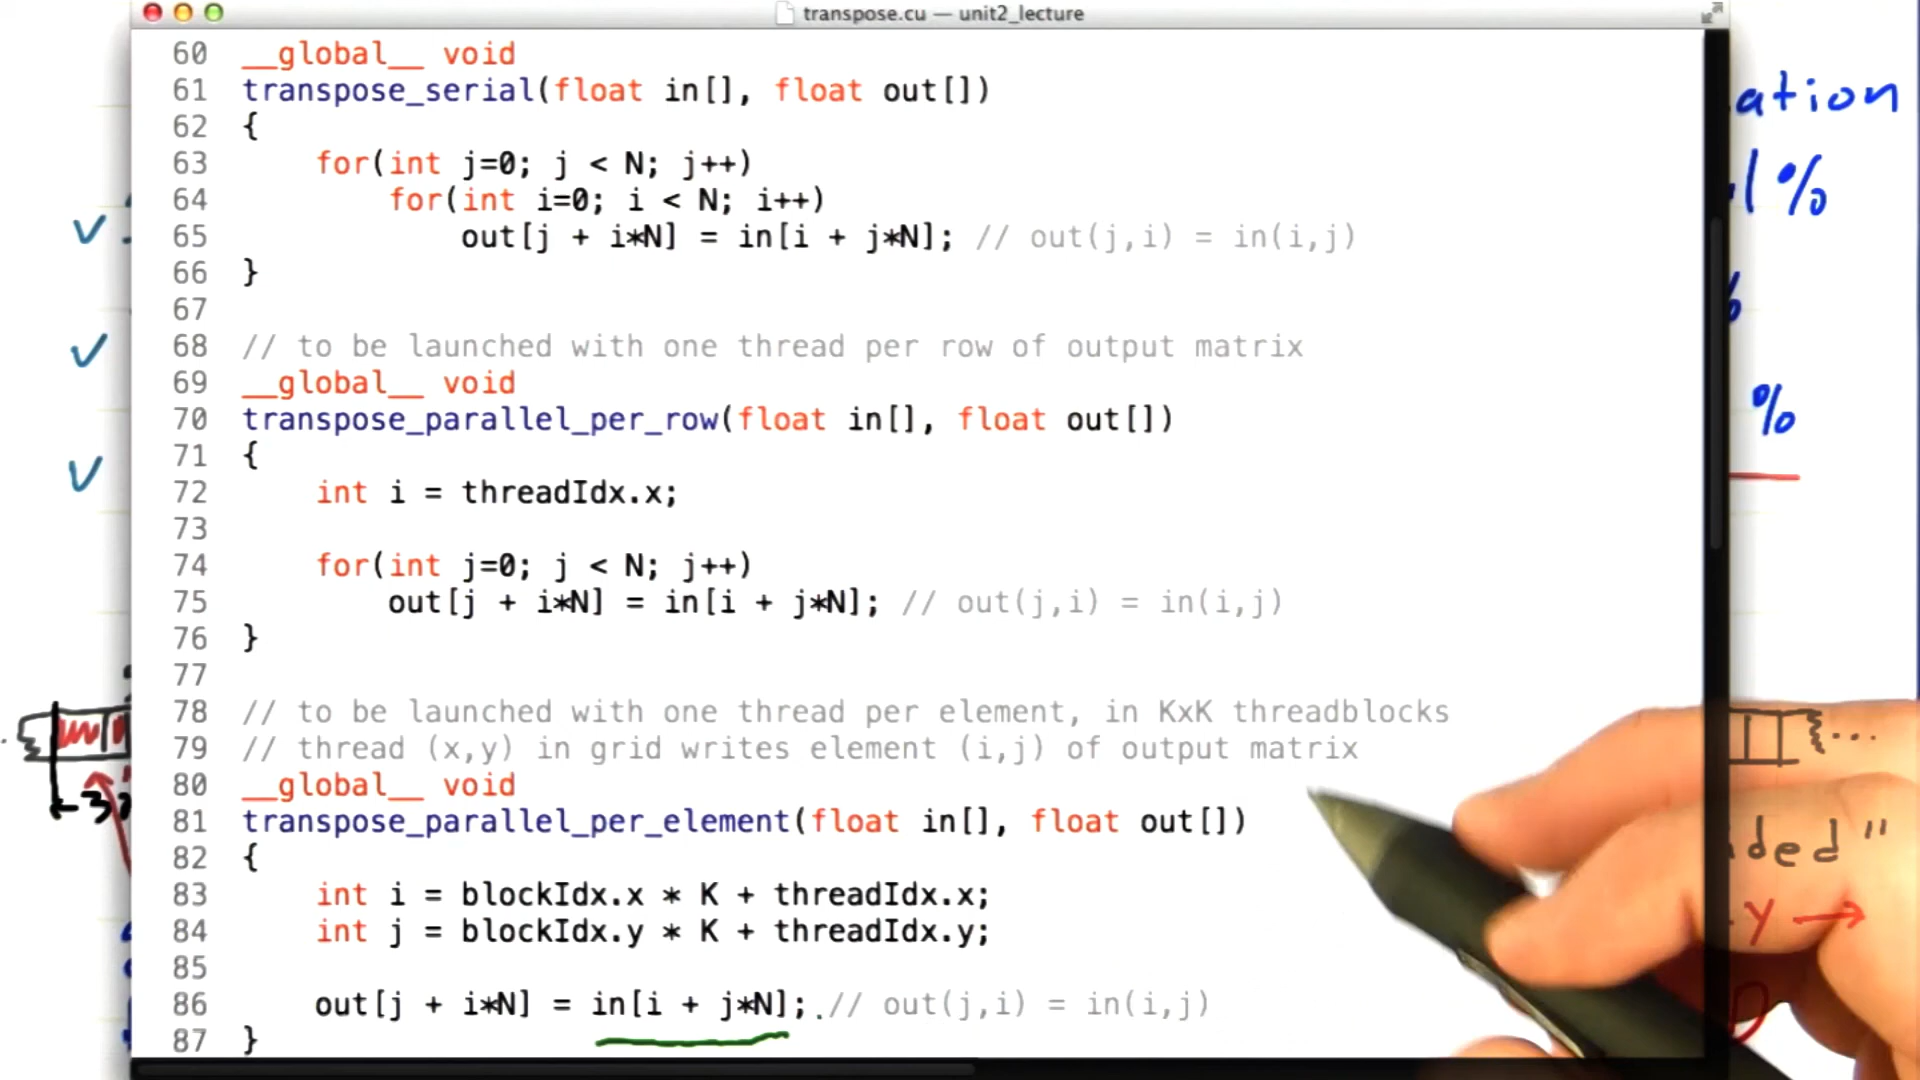 transpose.cu — unit2_lecture
60 __global__ void
61 transpose_serial(float in[], float out[])
62 {
63 for(int j=0; j < N; j++)
64 for(int i=0; i < N; i++)
65 out[j + i*N] = in[i + j*N]; // out(j,i) = in(i,j)
66 }
67
68 // to be launched with one thread per row of output matrix
69 __global__ void
70 transpose_parallel_per_row(float in[], float out[])
71 {
72 int i = threadIdx.x;
73
74 for(int j=0; j < N; j++)
75 out[j + i*N] = in[i + j*N]; // out(j,i) = in(i,j)
76 }
77
78 // to be launched with one thread per element, in KxK threadblocks
79 // thread (x,y) in grid writes element (i,j) of output matrix
80 __global__ void
81 transpose_parallel_per_element(float in[], float out[])
82 {
83 int i = blockIdx.x * K + threadIdx.x;
84 int j = blockIdx.y * K + threadIdx.y;
85
86 out[j + i*N] = in[i + j*N]; // out(j,i) = in(i,j)
87 }
ation
%
%
ded"
Y →